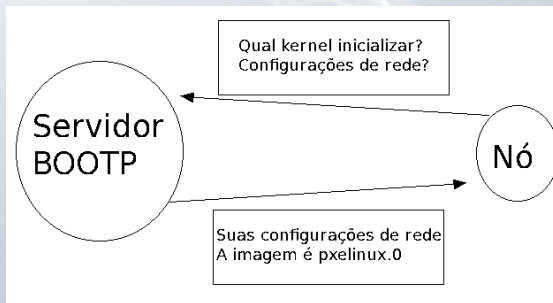 Qual kernel inicializar?
Configurações de rede?
Servidor
BOOTP
Nó
Suas configurações de rede
A imagem é pxelinux.0